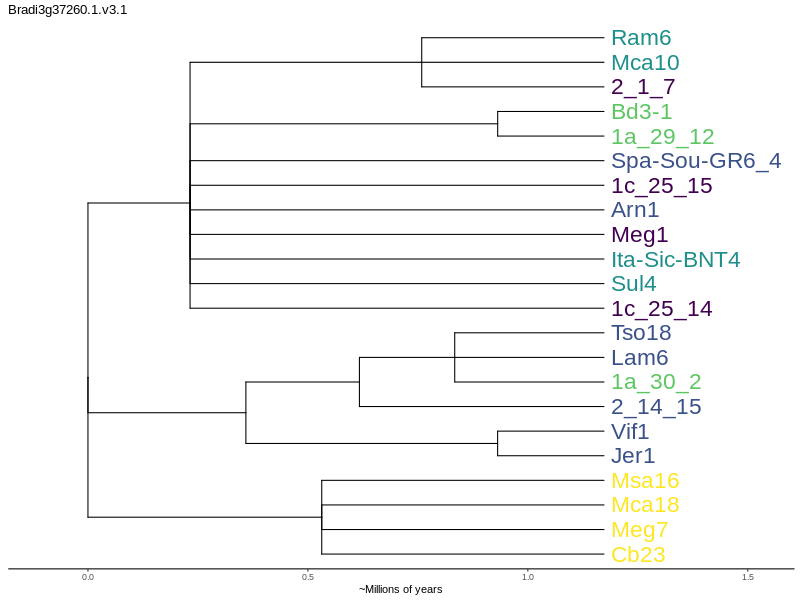 Bradi3g37260.1.v3.1
Ram6
Mca10
2_1_7
Bd3-1
1a_29_12
Spa-Sou-GR6_4
1c_25_15
Arn1
Meg1
Ita-Sic-BNT4
Sul4
1c_25_14
Tso18
Lam6
1a_30_2
2_14_15
Vif1
Jer1
Msa16
Mca18
Meg7
Cb23
0.0 0.5 1.0 1.5
~Millions of years